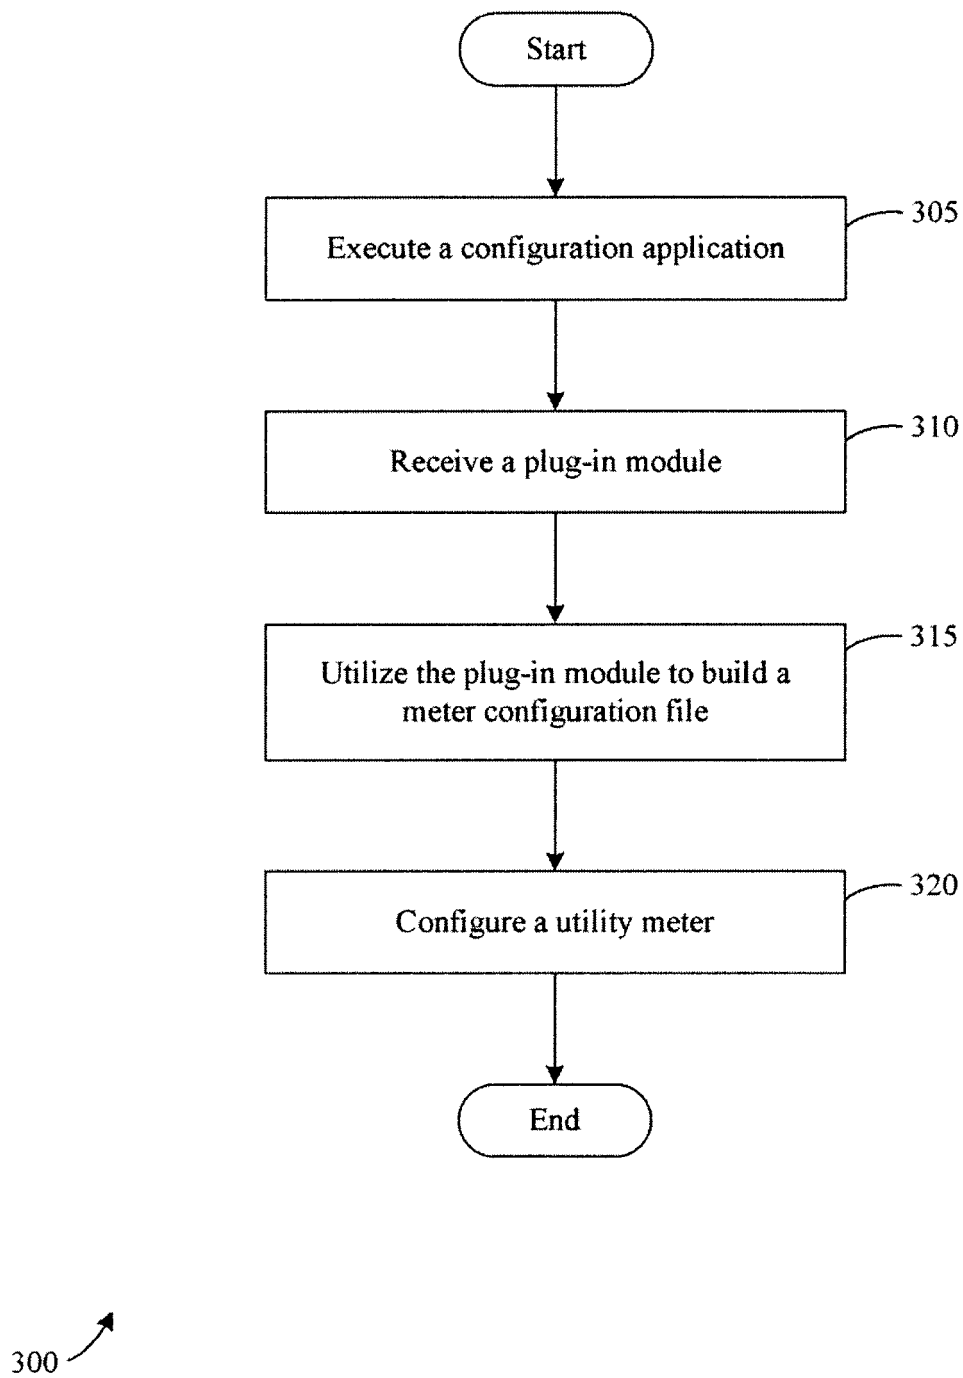 Start
305
Execute a configuration application
310
Receive a plug-in module
315
Utilize the plug-in module to build a
meter configuration file
320
Configure a utility meter
End
300